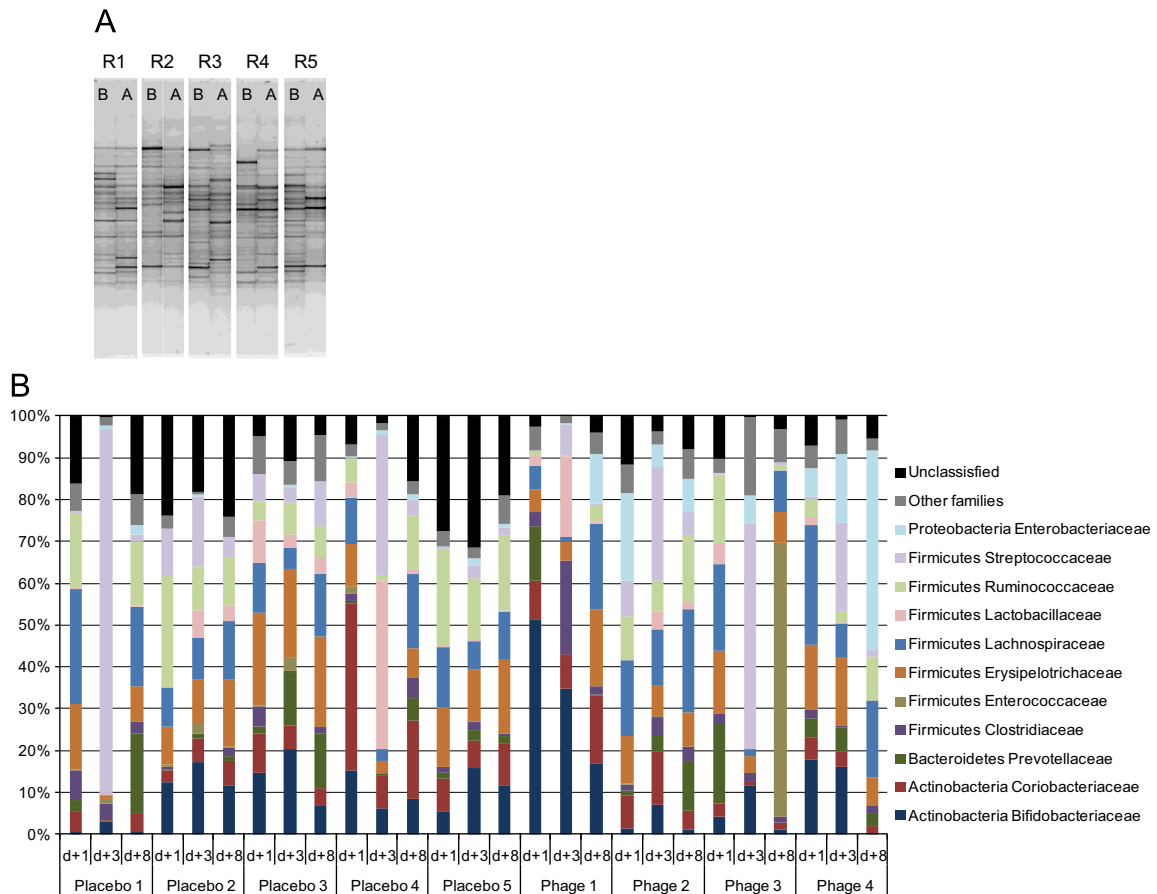 A
R1 R2 R3 R4 R5
B A B A B A B A B A
B
100%
90%
80%
70%
60%
50%
40%
30%
20%
10%
0%
Unclassified
Other families
Proteobacteria Enterobacteriaceae
Firmicutes Streptococcaceae
Firmicutes Ruminococcaceae
Firmicutes Lactobacillaceae
Firmicutes Lachnospiraceae
Firmicutes Erysipelotrichaceae
Firmicutes Enterococcaceae
Firmicutes Clostridiaceae
Bacteroidetes Prevotellaceae
Actinobacteria Coriobacteriaceae
Actinobacteria Bifidobacteriaceae
d+1 d+3 d+8 d+1 d+3 d+8 d+1 d+3 d+8 d+1 d+3 d+8 d+1 d+3 d+8 d+1 d+3 d+8 d+1 d+3 d+8 d+1 d+3 d+8 d+1 d+3 d+8
Placebo 1 Placebo 2 Placebo 3 Placebo 4 Placebo 5 Phage 1 Phage 2 Phage 3 Phage 4